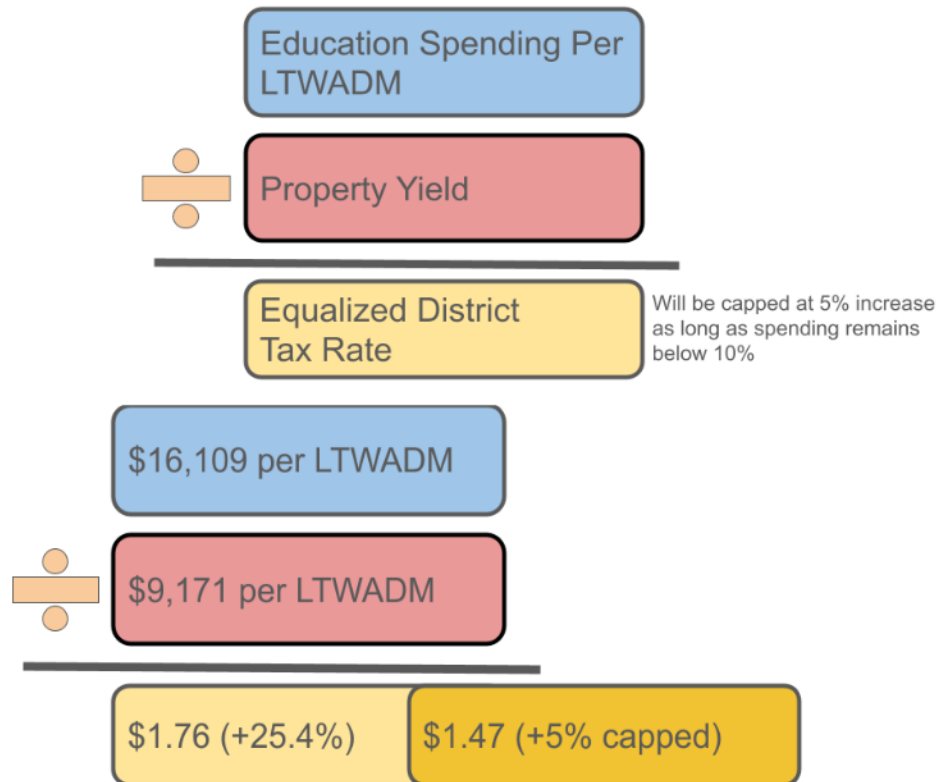 Education Spending Per
LTWADM
Property Yield
Equalized District
Tax Rate
Will be capped at 5% increase
as long as spending remains
below 10%
$16,109 per LTWADM
$9,171 per LTWADM
$1.76 (+25.4%)
$1.47 (+5% capped)